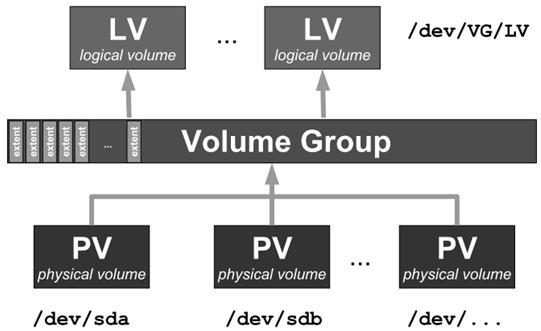 LV
logical volume
...
LV
logical volume
/dev/VG/LV
extent
extent
extent
extent
extent
...
extent
Volume Group
PV
physical volume
PV
physical volume
...
PV
physical volume
/dev/sda
/dev/sdb
/dev/...